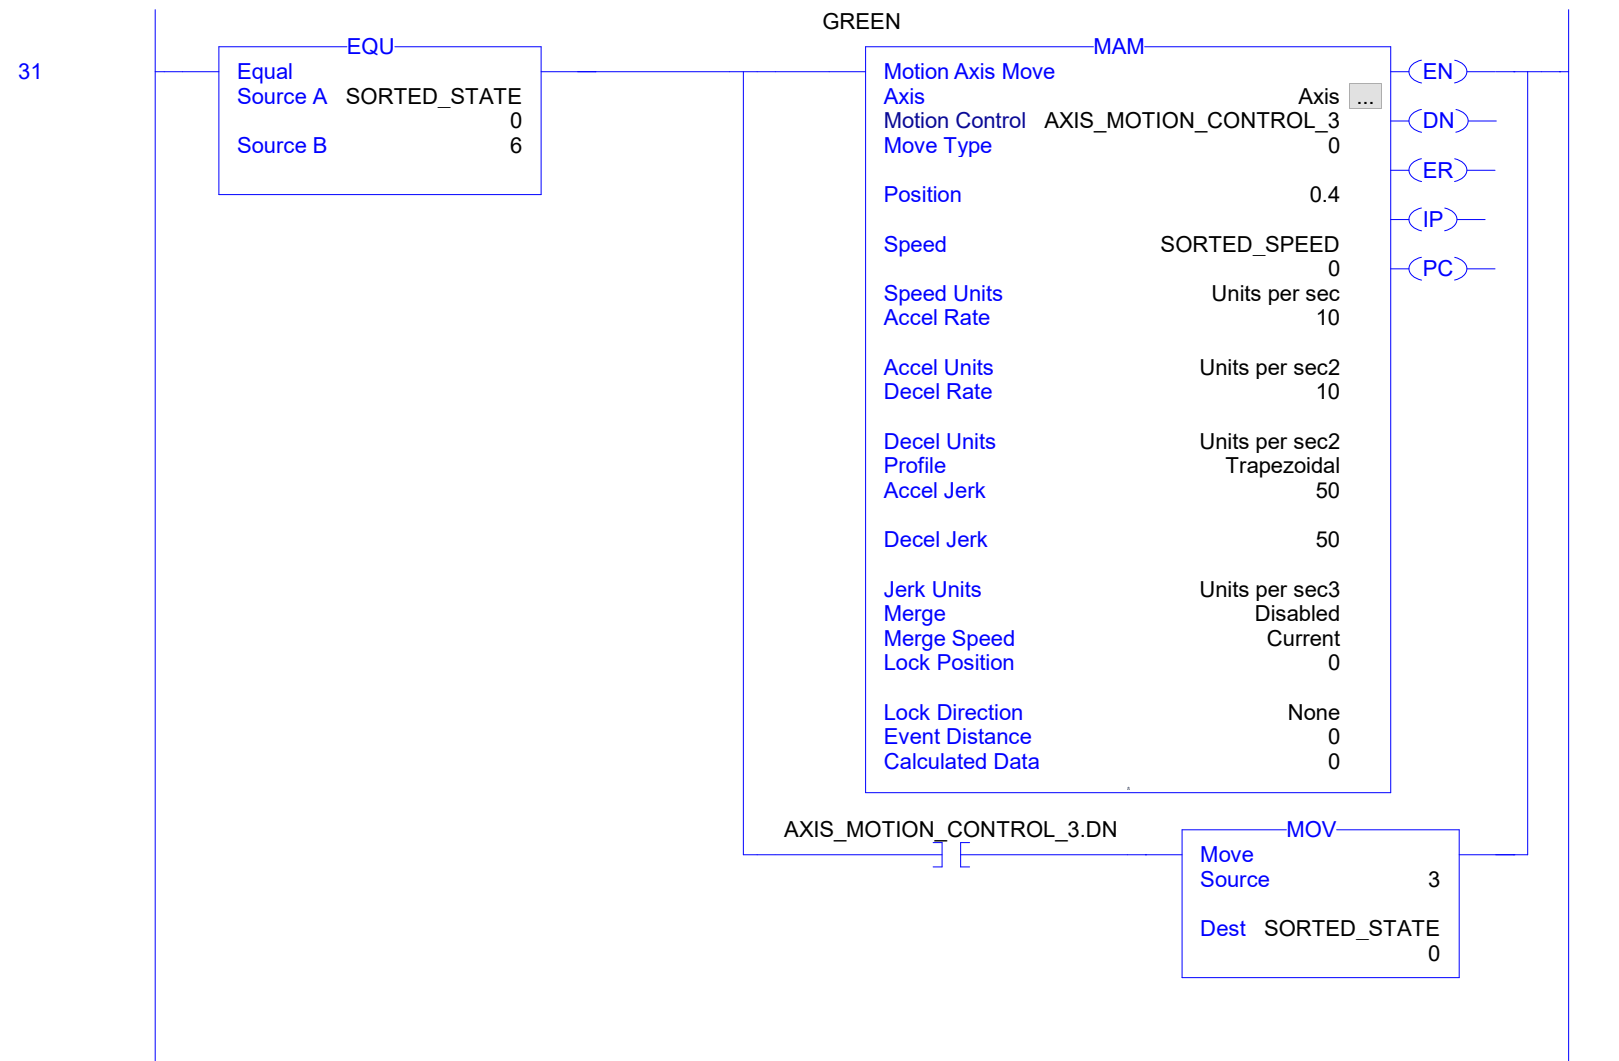 GREEN
EQU
MAM
31
Equal
Source A SORTED_STATE
0
Source B 6
Motion Axis Move
Axis Axis ...
Motion Control AXIS_MOTION_CONTROL_3
Move Type 0
Position 0.4
Speed SORTED_SPEED
0
Speed Units Units per sec
Accel Rate 10
Accel Units Units per sec2
Decel Rate 10
Decel Units Units per sec2
Profile Trapezoidal
Accel Jerk 50
Decel Jerk 50
Jerk Units Units per sec3
Merge Disabled
Merge Speed Current
Lock Position 0
Lock Direction None
Event Distance 0
Calculated Data 0
EN
DN
ER
IP
PC
AXIS_MOTION_CONTROL_3.DN
MOV
Move
Source 3
Dest SORTED_STATE
0